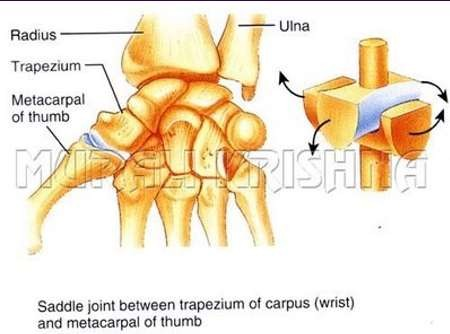 Radius
Ulna
Trapezium
Metacarpal
of thumb
MURALI KRISHNA
Saddle joint between trapezium of carpus (wrist)
and metacarpal of thumb